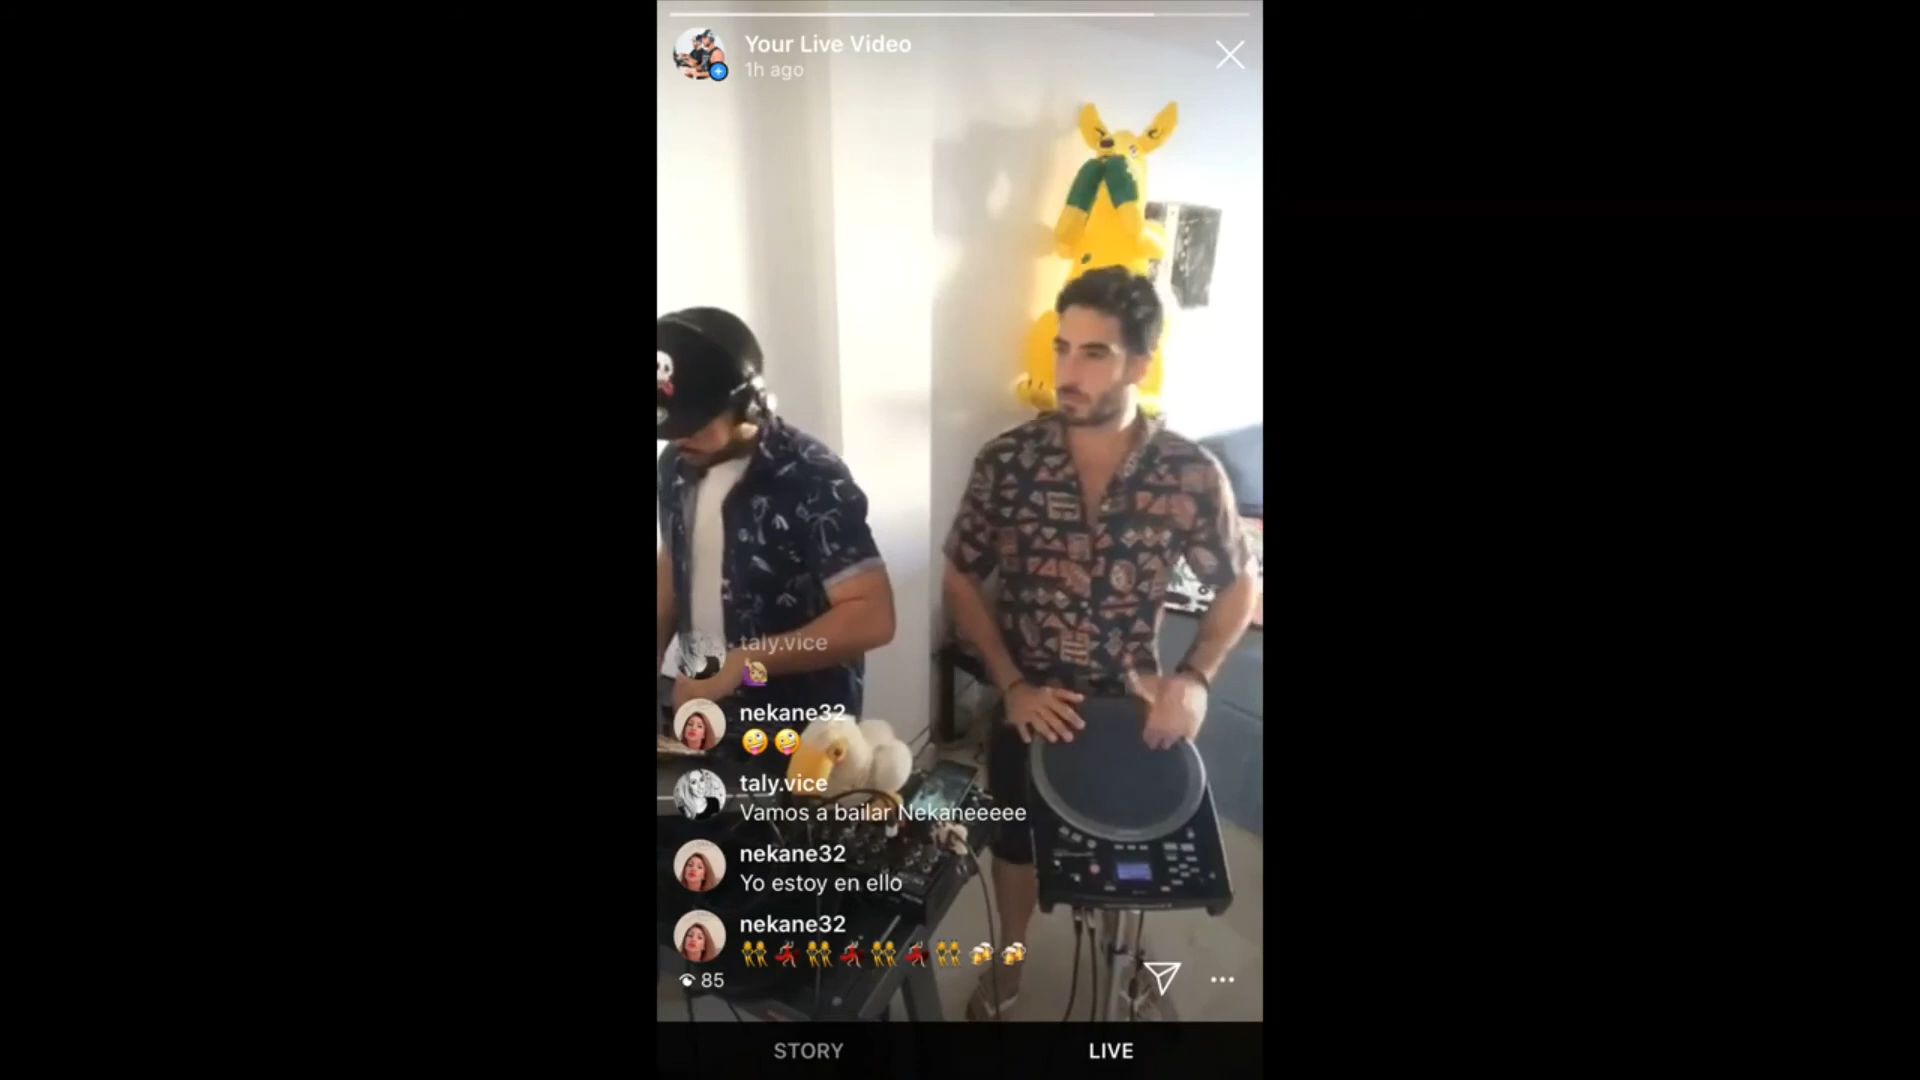 Your Live Video
1h ago
taly.vice
🙋🏼‍♀️
nekane32
🤪🤪
taly.vice
Vamos a bailar Nekaneeeee
nekane32
Yo estoy en ello
nekane32
👯💃👯💃👯💃👯🍻🍻
85
STORY
LIVE